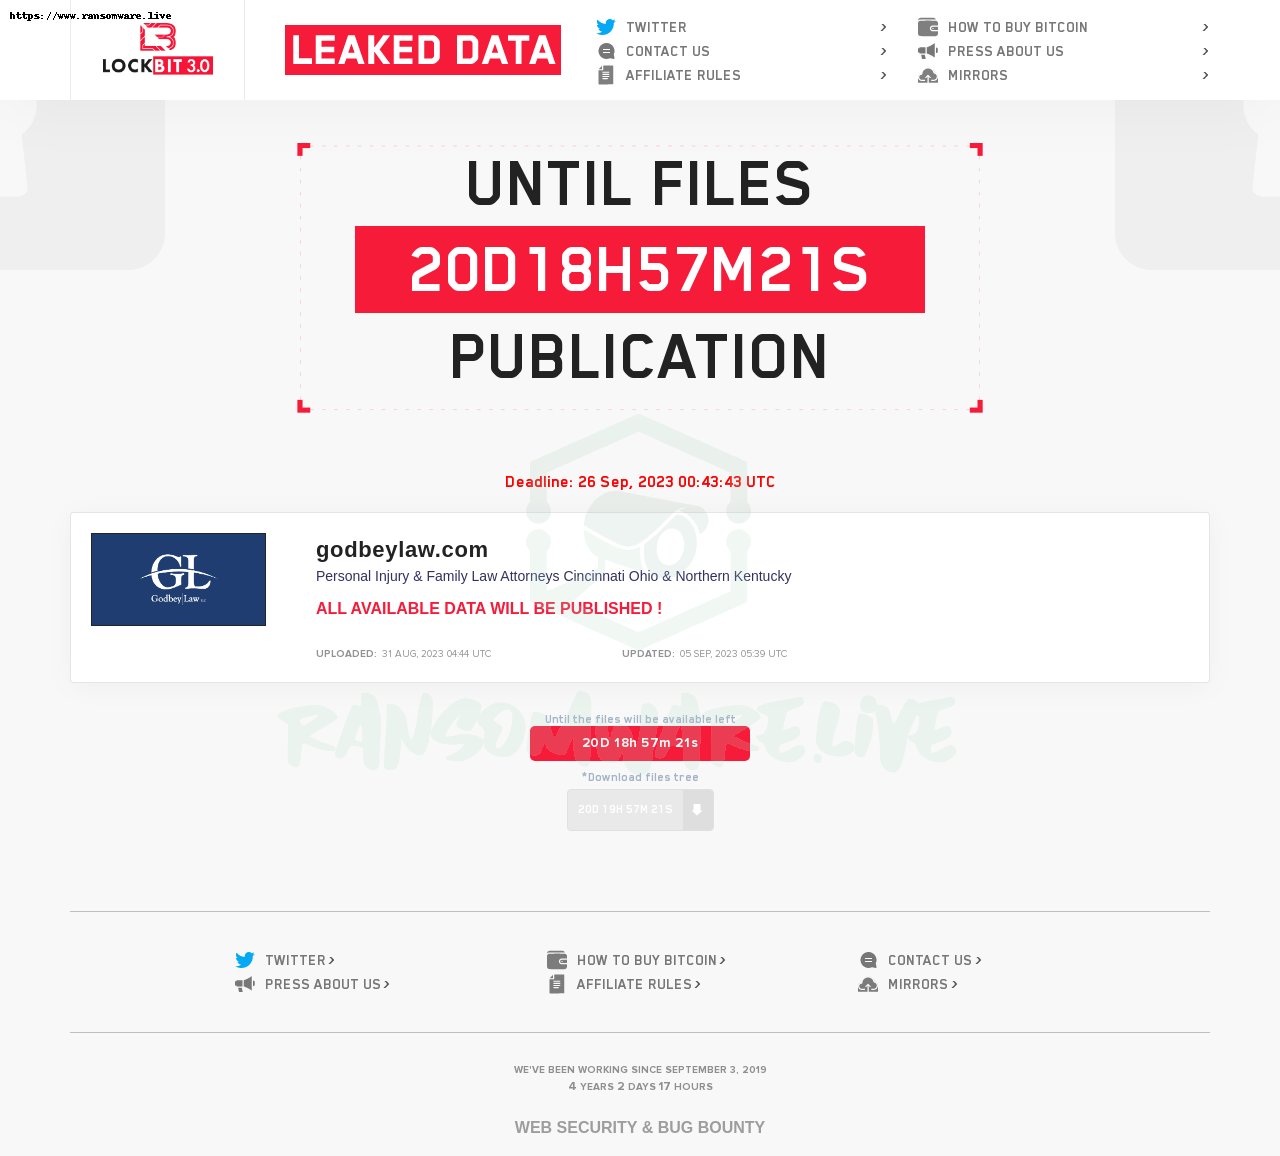 https://www.ransomware.live
LOCKBIT 3.0
LEAKED DATA
TWITTER
CONTACT US
AFFILIATE RULES
HOW TO BUY BITCOIN
PRESS ABOUT US
MIRRORS
UNTIL FILES
20D18H57M21S
PUBLICATION
Deadline: 26 Sep, 2023 00:43:43 UTC
GL
Godbey Law
godbeylaw.com
Personal Injury & Family Law Attorneys Cincinnati Ohio & Northern Kentucky
ALL AVAILABLE DATA WILL BE PUBLISHED !
UPLOADED: 31 AUG, 2023 04:44 UTC
UPDATED: 05 SEP, 2023 05:39 UTC
RANSOMWARE.LIVE
Until the files will be available left
20D 18h 57m 21s
*Download files tree
20D 19H 57M 21S
TWITTER
HOW TO BUY BITCOIN
CONTACT US
PRESS ABOUT US
AFFILIATE RULES
MIRRORS
WE'VE BEEN WORKING SINCE SEPTEMBER 3, 2019
4 YEARS 2 DAYS 17 HOURS
WEB SECURITY & BUG BOUNTY